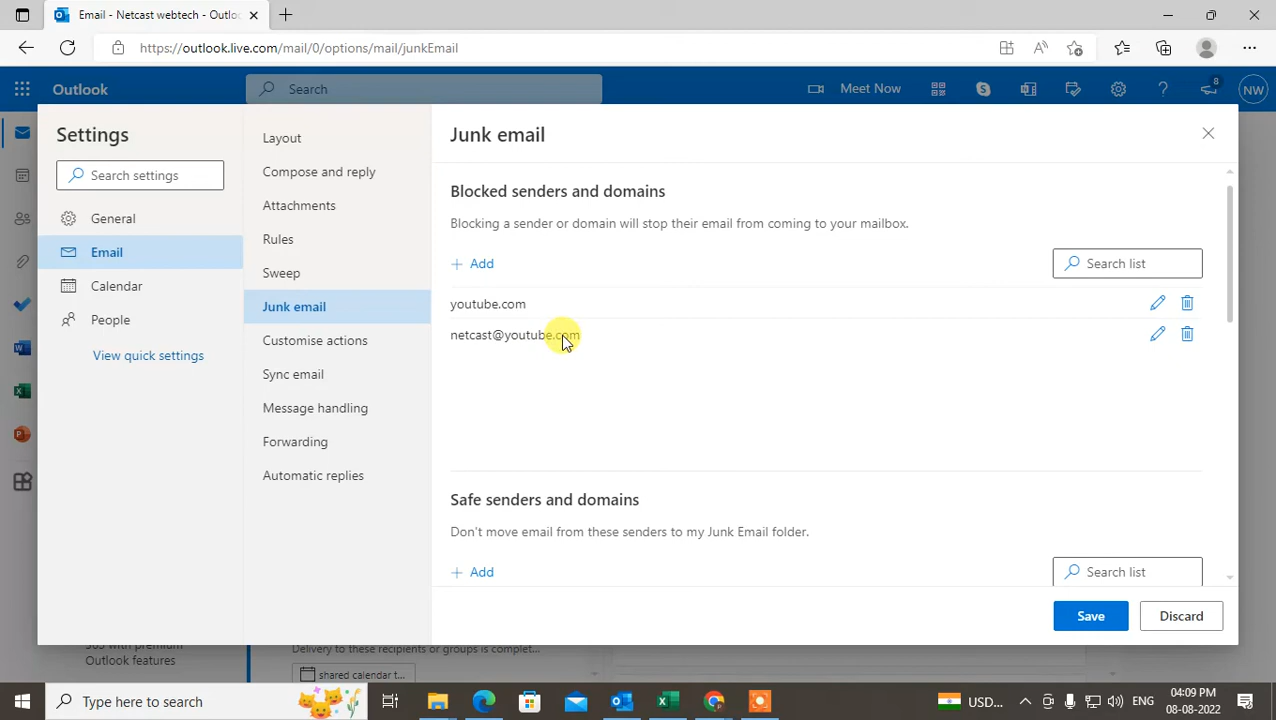 Email - Netcast webtech - Outloo
https://outlook.live.com/mail/0/options/mail/junkEmail
Outlook
Search
Meet Now
8
NW
Settings
Search settings
General
Email
Calendar
People
View quick settings
Layout
Compose and reply
Attachments
Rules
Sweep
Junk email
Customise actions
Sync email
Message handling
Forwarding
Automatic replies
Junk email
Blocked senders and domains
Blocking a sender or domain will stop their email from coming to your mailbox.
Add
Search list
youtube.com
netcast@youtube.com
Safe senders and domains
Don't move email from these senders to my Junk Email folder.
Add
Search list
Save
Discard
365 with premium
Outlook features
Delivery to these recipients or groups is complet...
shared calendar t...
Type here to search
USD...
ENG
04:09 PM
08-08-2022